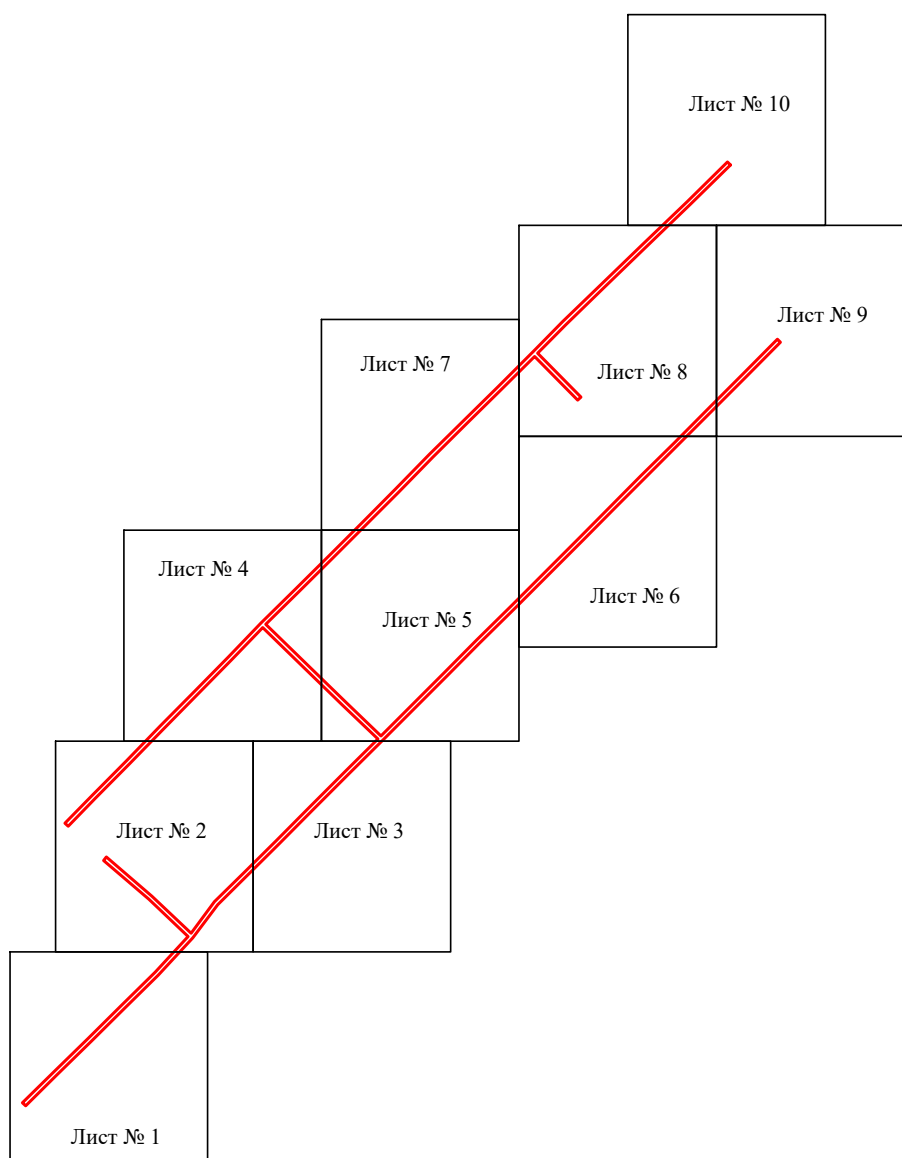 Лист № 10
Лист № 9
Лист № 7
Лист № 8
Лист № 4
Лист № 6
Лист № 5
Лист № 2
Лист № 3
Лист № 1